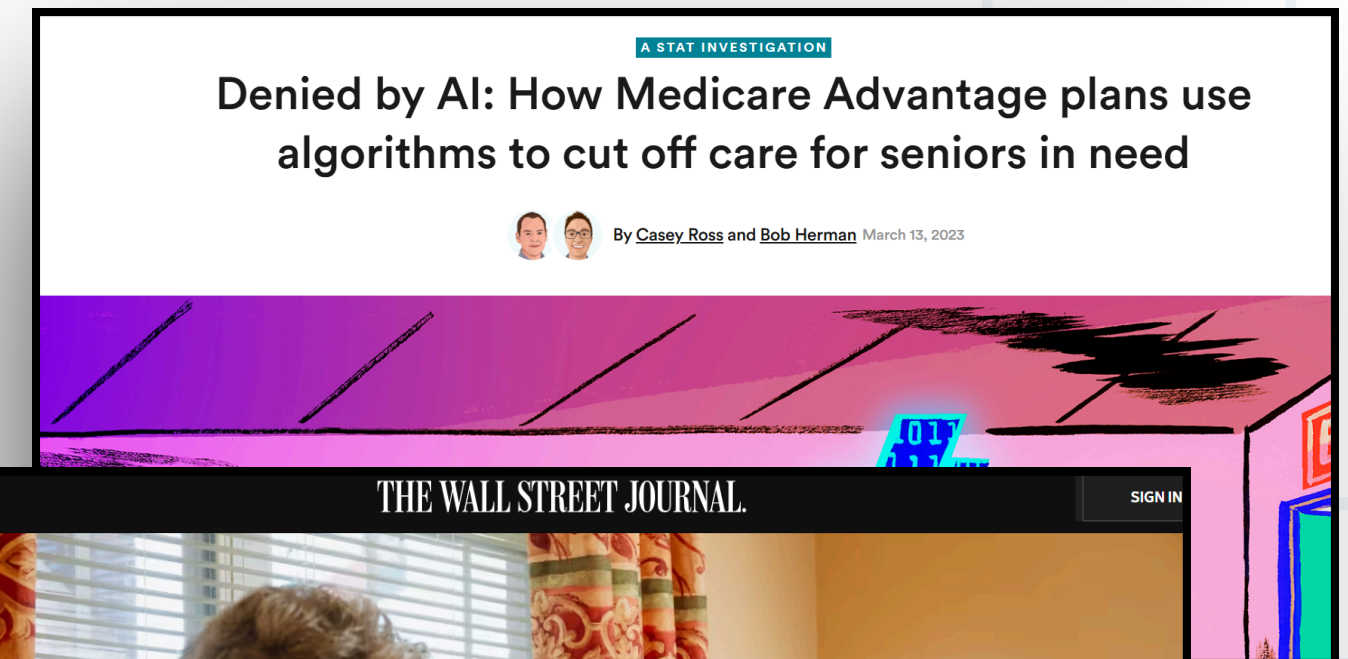 A STAT INVESTIGATION
Denied by AI: How Medicare Advantage plans use
algorithms to cut off care for seniors in need
By Casey Ross and Bob Herman March 13, 2023
1011
THE WALL STREET JOURNAL.
SIGN IN